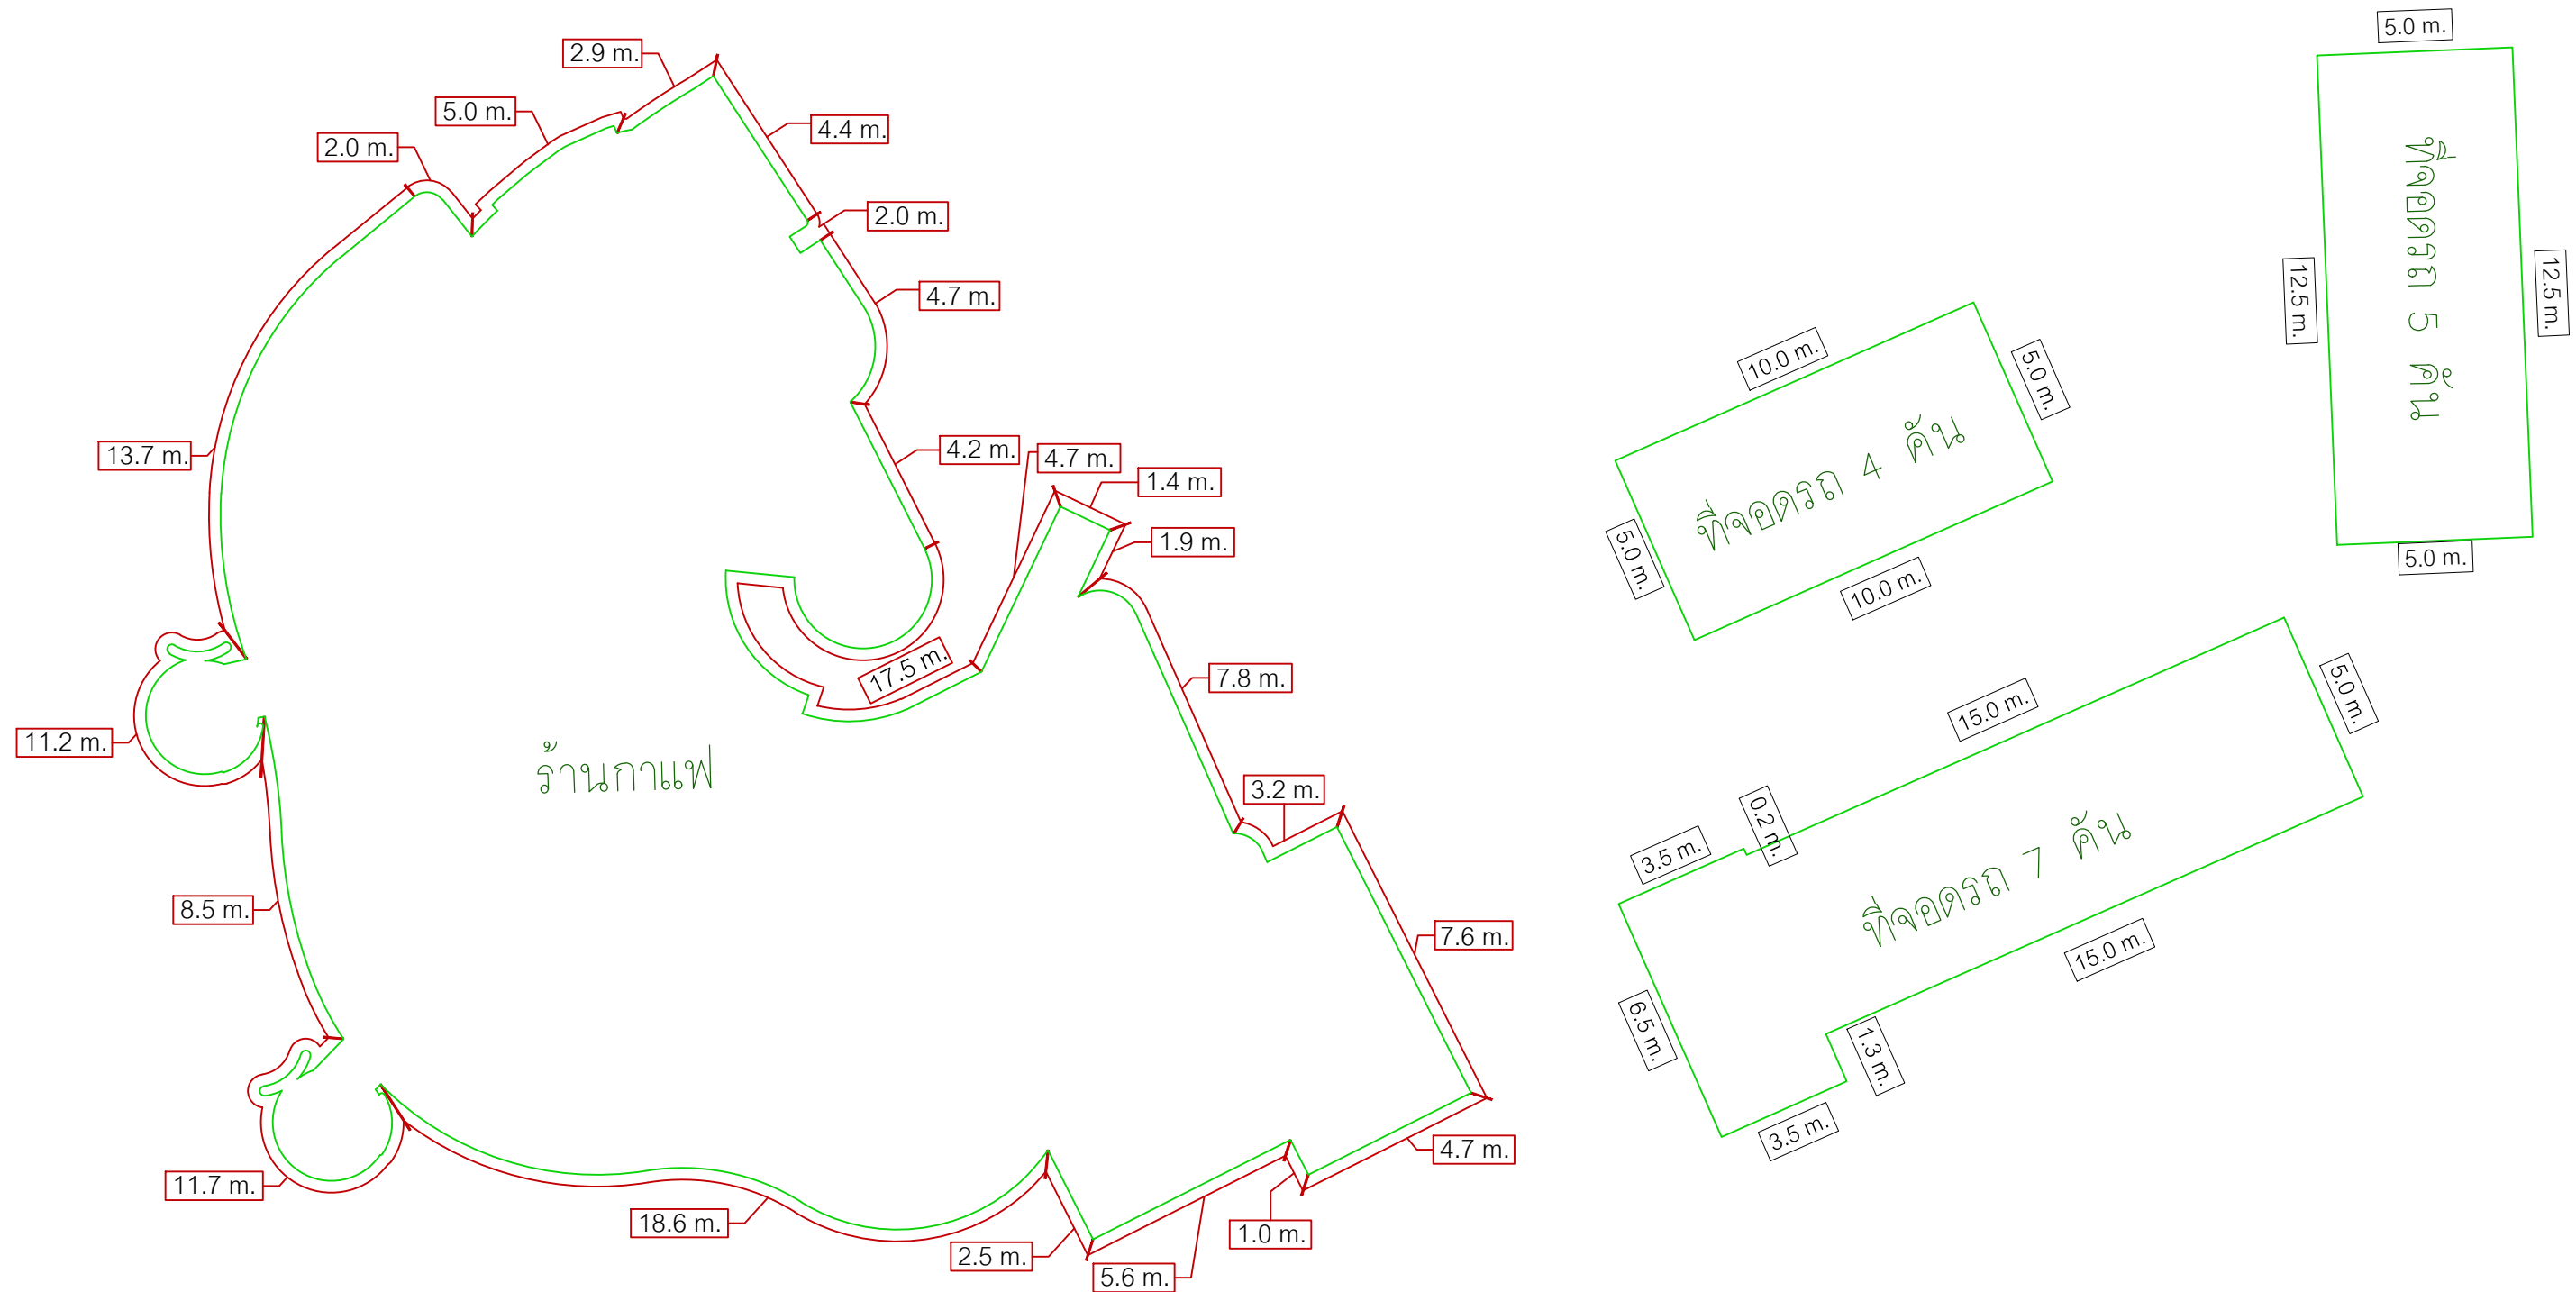 2.9 m.
5.0 m.
2.0 m.
4.4 m.
2.0 m.
4.7 m.
13.7 m.
4.2 m.
4.7 m.
1.4 m.
1.9 m.
17.5 m.
7.8 m.
11.2 m.
ร้านกาแฟ
3.2 m.
8.5 m.
7.6 m.
11.7 m.
18.6 m.
2.5 m.
5.6 m.
1.0 m.
4.7 m.
10.0 m.
5.0 m.
ที่จอดรถ 4 คัน
5.0 m.
10.0 m.
5.0 m.
12.5 m.
ที่จอดรถ 5 คัน
12.5 m.
5.0 m.
15.0 m.
5.0 m.
0.2 m.
3.5 m.
ที่จอดรถ 7 คัน
6.5 m.
15.0 m.
1.3 m.
3.5 m.